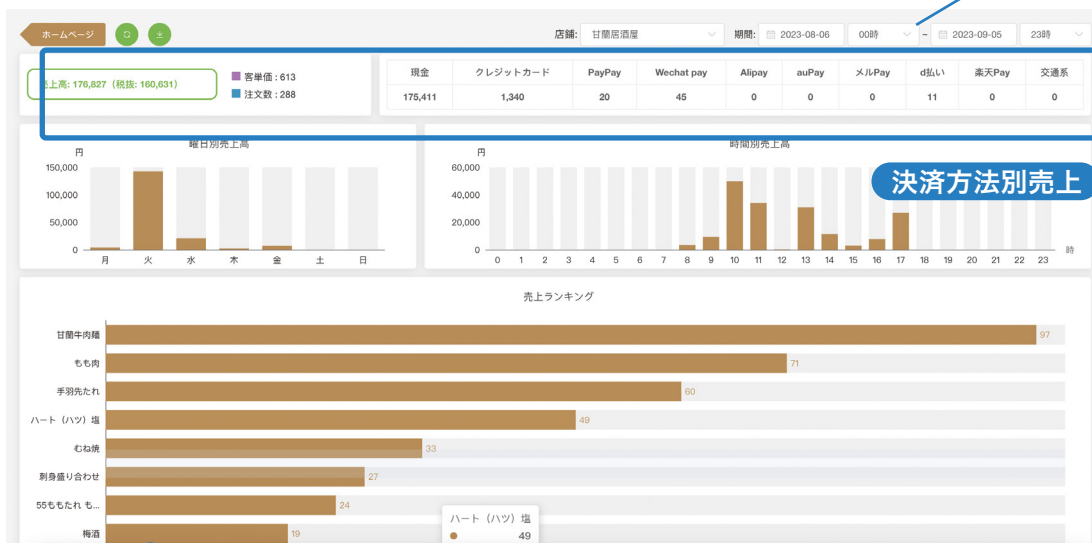 ホームページ 店舗: 甘蘭居酒屋 期間: 2023-08-06 00時 ~ 2023-09-05 23時
売上高: 176,827 (税抜: 160,631)
客単価 : 613
注文数 : 288
現金 クレジットカード PayPay Wechat pay Alipay auPay メルPay d払い 楽天Pay 交通系
175,411 1,340 20 45 0 0 0 11 0 0
曜日別売上高
円
150,000
100,000
50,000
0
月 火 水 木 金 土 日
時間別売上高
円
60,000
40,000
20,000
0
0 1 2 3 4 5 6 7 8 9 10 11 12 13 14 15 16 17 18 19 20 21 22 23 時
決済方法別売上
売上ランキング
甘蘭牛肉麺 97
もも肉 71
手羽先たれ 60
ハート（ハツ）塩 49
むね焼 33
刺身盛り合わせ 27
55ももたれ も... 24
梅酒 19
ハート（ハツ）塩
49